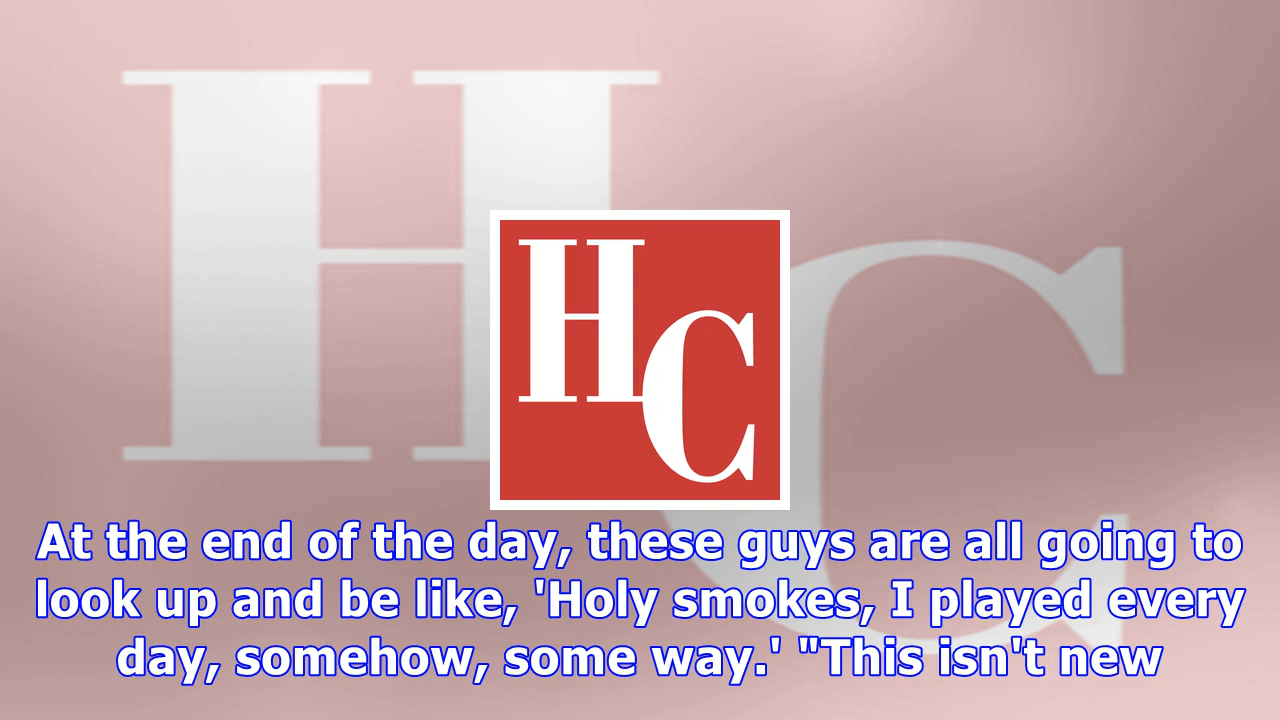 HC
HC
At the end of the day, these guys are all going to
look up and be like, 'Holy smokes, I played every
day, somehow, some way.' "This isn't new